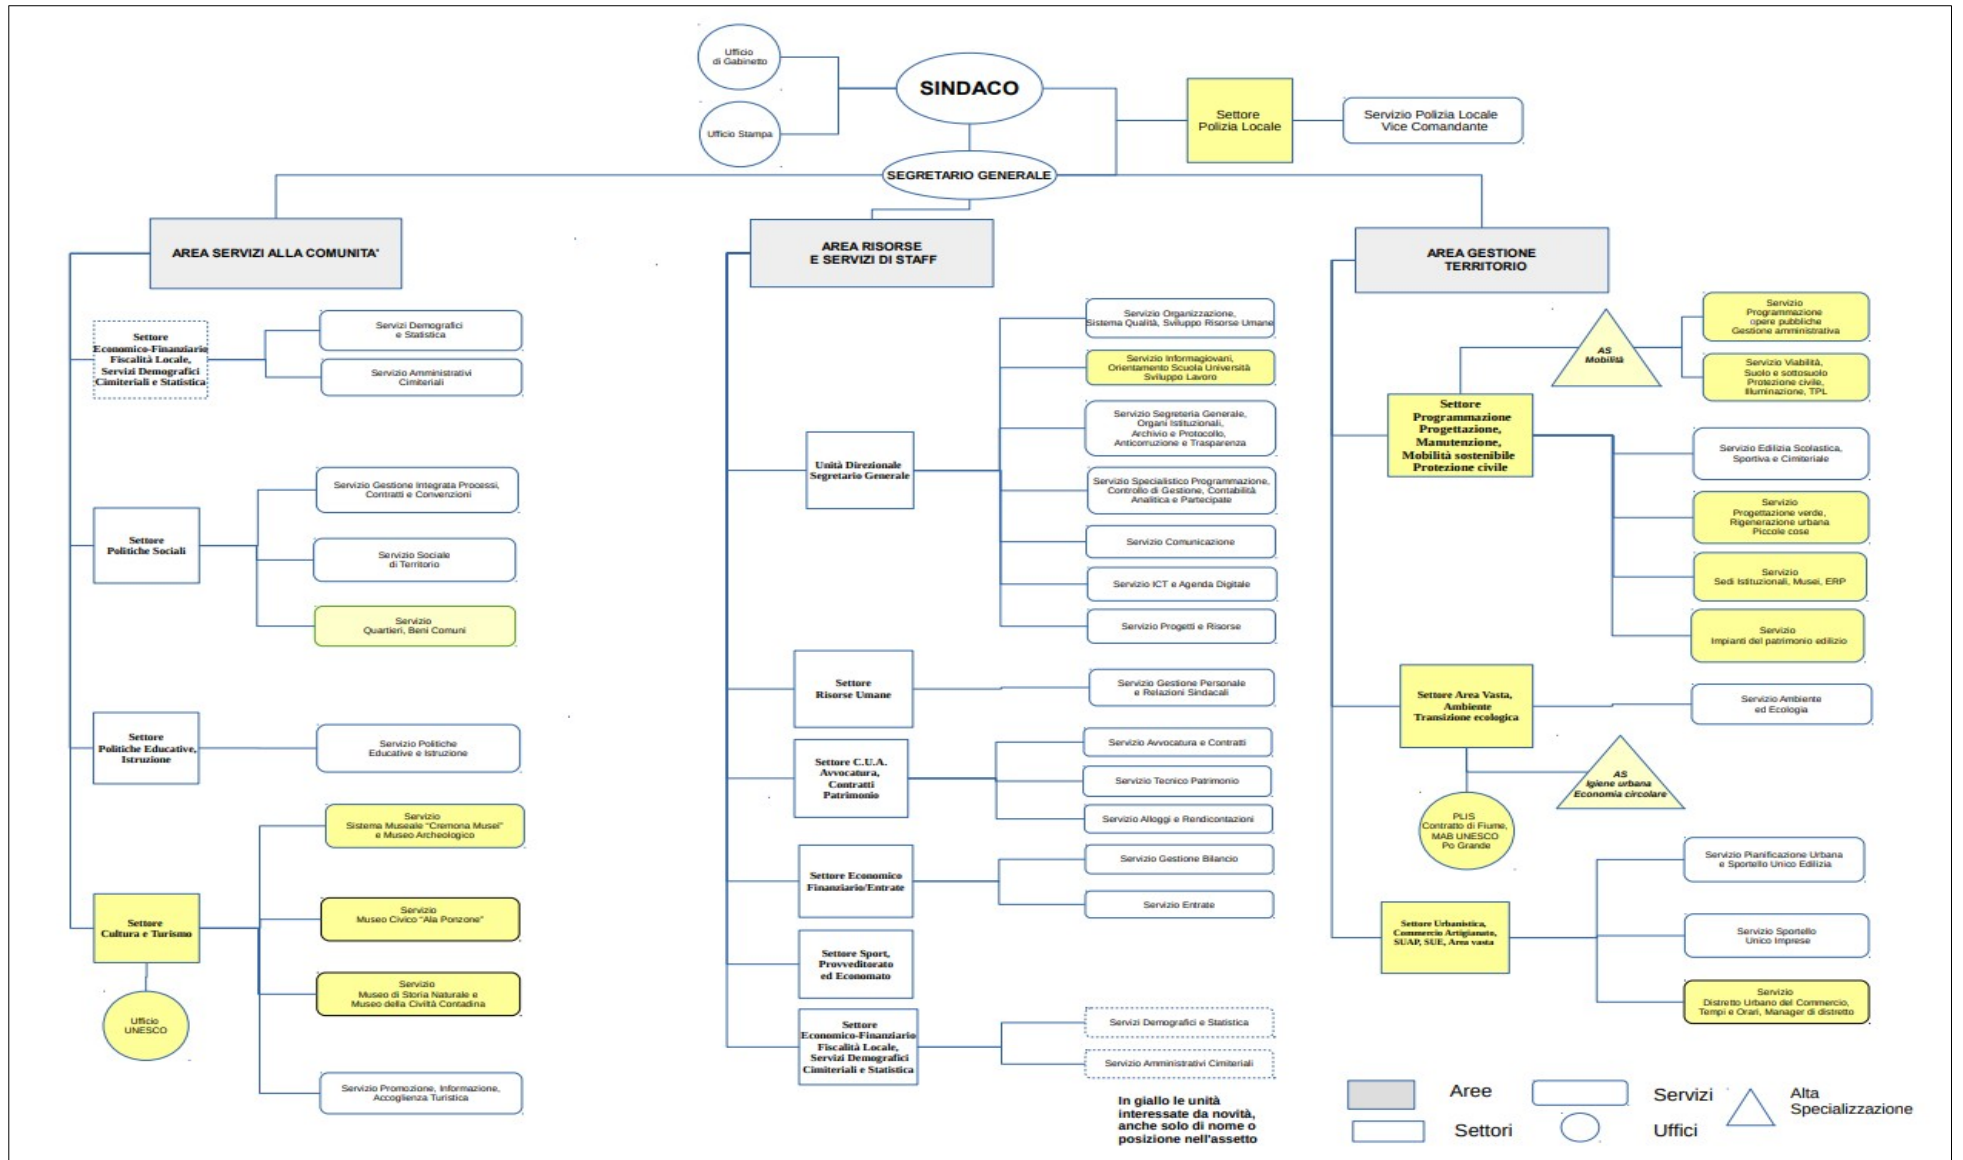 Ufficio
di Gabinetto
Ufficio Stampa
SINDACO
SEGRETARIO GENERALE
Settore
Polizia Locale
Servizio Polizia Locale
Vice Comandante
AREA SERVIZI ALLA COMUNITA'
Settore
Economico-Finanziario
Fiscalità Locale,
Servizi Demografici
Cimiteriali e Statistica
Servizi Demografici
e Statistica
Servizio Amministrativi
Cimiteriali
Settore
Politiche Sociali
Servizio Gestione Integrata Processi,
Contratti e Convenzioni
Servizio Sociale
di Territorio
Servizio
Quartieri, Beni Comuni
Settore
Politiche Educative,
Istruzione
Servizio Politiche
Educative e Istruzione
Settore
Cultura e Turismo
Ufficio
UNESCO
Servizio
Sistema Museale “Cremona Musei”
e Museo Archeologico
Servizio
Museo Civico “Ala Ponzone”
Servizio
Museo di Storia Naturale e
Museo della Civiltà Contadina
Servizio Promozione, Informazione,
Accoglienza Turistica
AREA RISORSE
E SERVIZI DI STAFF
Unità Direzionale
Segretario Generale
Servizio Organizzazione,
Sistema Qualità, Sviluppo Risorse Umane
Servizio Informagiovani,
Orientamento Scuola Università
Sviluppo Lavoro
Servizio Segreteria Generale,
Organi Istituzionali,
Archivio e Protocollo,
Anticorruzione e Trasparenza
Servizio Specialistico Programmazione,
Controllo di Gestione, Contabilità
Analitica e Partecipate
Servizio Comunicazione
Servizio ICT e Agenda Digitale
Servizio Progetti e Risorse
Settore
Risorse Umane
Servizio Gestione Personale
e Relazioni Sindacali
Settore C.U.A.
Avvocatura,
Contratti
Patrimonio
Servizio Avvocatura e Contratti
Servizio Tecnico Patrimonio
Servizio Alloggi e Rendicontazioni
Settore Economico
Finanziario/Entrate
Servizio Gestione Bilancio
Servizio Entrate
Settore Sport,
Provveditorato
ed Economato
Settore
Economico-Finanziario
Fiscalità Locale,
Servizi Demografici
Cimiteriali e Statistica
Servizi Demografici e Statistica
Servizio Amministrativi Cimiteriali
In giallo le unità
interessate da novità,
anche solo di nome o
posizione nell'assetto
AREA GESTIONE
TERRITORIO
Settore
Programmazione
Progettazione,
Manutenzione,
Mobilità sostenibile
Protezione civile
AS
Mobilità
Servizio
Programmazione
opere pubbliche
Gestione amministrativa
Servizio Viabilità,
Suolo e sottosuolo
Protezione civile,
Illuminazione, TPL
Servizio Edilizia Scolastica,
Sportiva e Cimiteriale
Servizio
Progettazione verde,
Rigenerazione urbana
Piccole cose
Servizio
Sedi Istituzionali, Musei, ERP
Servizio
Impianti del patrimonio edilizio
Settore Area Vasta,
Ambiente
Transizione ecologica
Servizio Ambiente
ed Ecologia
AS
Igiene urbana
Economia circolare
PLIS
Contratto di Fiume,
MAB UNESCO
Po Grande
Settore Urbanistica,
Commercio Artigianato,
SUAP, SUE, Area vasta
Servizio Pianificazione Urbana
e Sportello Unico Edilizia
Servizio Sportello
Unico Imprese
Servizio
Distretto Urbano del Commercio,
Tempi e Orari, Manager di distretto
Aree
Servizi
Alta
Specializzazione
Settori
Uffici